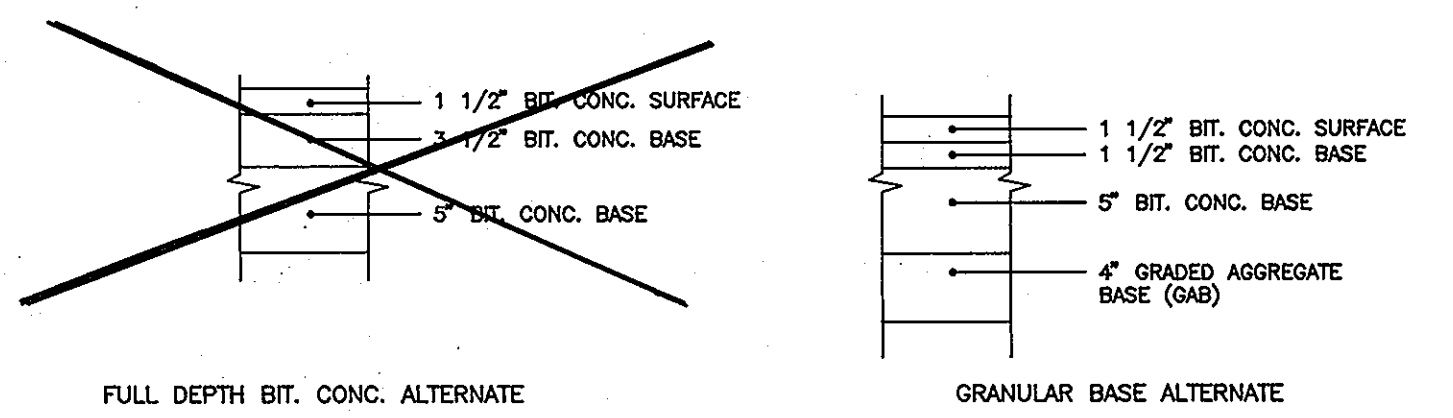 1 1/2" BIT. CONC. SURFACE
3 1/2" BIT. CONC. BASE
5" BIT. CONC. BASE
FULL DEPTH BIT. CONC. ALTERNATE
1 1/2" BIT. CONC. SURFACE
1 1/2" BIT. CONC. BASE
5" BIT. CONC. BASE
4" GRADED AGGREGATE
BASE (GAB)
GRANULAR BASE ALTERNATE